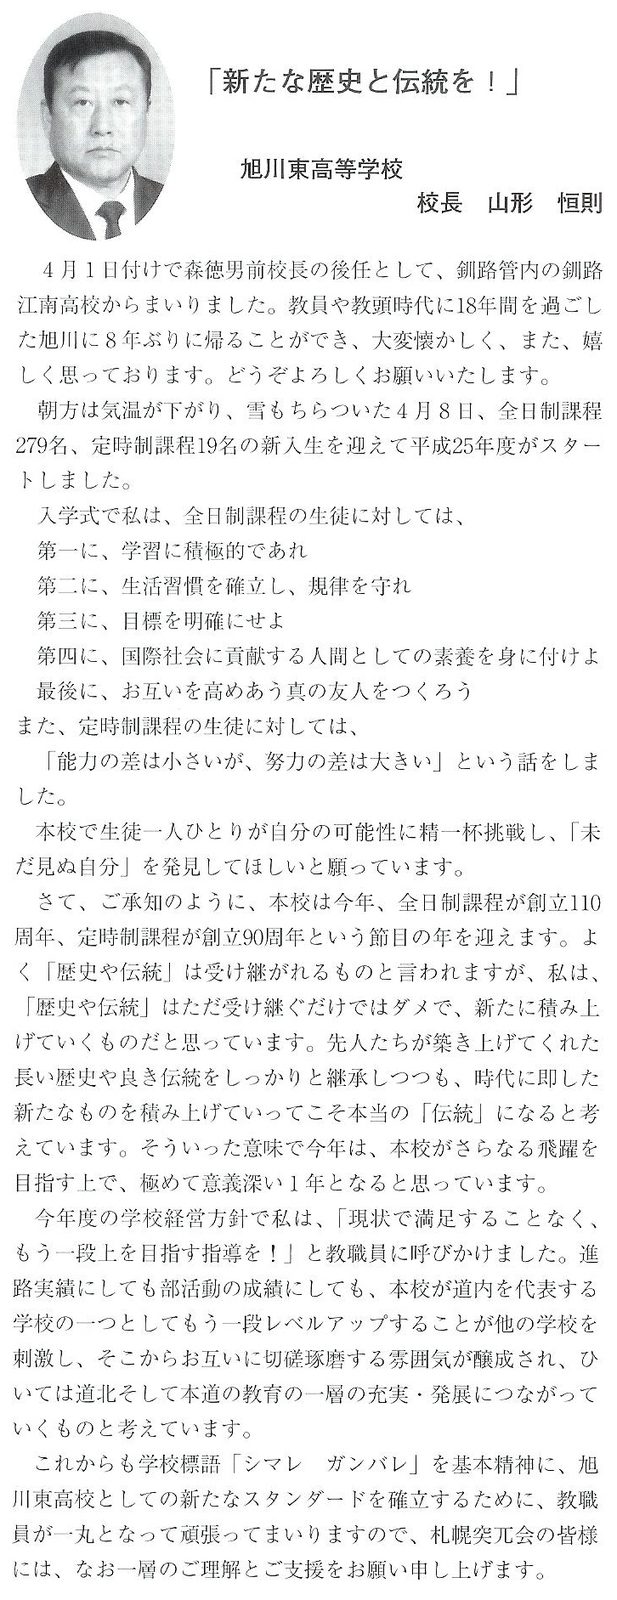 「新たな歴史と伝統を！」
旭川東高等学校
校長　山形　恒則
４月１日付けで森徳男前校長の後任として、釧路管内の釧路
江南高校からまいりました。教員や教頭時代に18年間を過ごし
た旭川に８年ぶりに帰ることができ、大変懐かしく、また、嬉
しく思っております。どうぞよろしくお願いいたします。
朝方は気温が下がり、雪もちらついた４月８日、全日制課程
279名、定時制課程19名の新入生を迎えて平成25年度がスター
トしました。
入学式で私は、全日制課程の生徒に対しては、
第一に、学習に積極的であれ
第二に、生活習慣を確立し、規律を守れ
第三に、目標を明確にせよ
第四に、国際社会に貢献する人間としての素養を身に付けよ
最後に、お互いを高めあう真の友人をつくろう
また、定時制課程の生徒に対しては、
「能力の差は小さいが、努力の差は大きい」という話をしま
した。
本校で生徒一人ひとりが自分の可能性に精一杯挑戦し、「未
だ見ぬ自分」を発見してほしいと願っています。
さて、ご承知のように、本校は今年、全日制課程が創立110
周年、定時制課程が創立90周年という節目の年を迎えます。よ
く「歴史や伝統」は受け継がれるものと言われますが、私は、
「歴史や伝統」はただ受け継ぐだけではダメで、新たに積み上
げていくものだと思っています。先人たちが築き上げてくれた
長い歴史や良き伝統をしっかりと継承しつつも、時代に即した
新たなものを積み上げていってこそ本当の「伝統」になると考
えています。そういった意味で今年は、本校がさらなる飛躍を
目指す上で、極めて意義深い１年となると思っています。
今年度の学校経営方針で私は、「現状で満足することなく、
もう一段上を目指す指導を！」と教職員に呼びかけました。進
路実績にしても部活動の成績にしても、本校が道内を代表する
学校の一つとしてもう一段レベルアップすることが他の学校を
刺激し、そこからお互いに切磋琢磨する雰囲気が醸成され、ひ
いては道北そして本道の教育の一層の充実・発展につながって
いくものと考えています。
これからも学校標語「シマレ　ガンバレ」を基本精神に、旭
川東高校としての新たなスタンダードを確立するために、教職
員が一丸となって頑張ってまいりますので、札幌突兀会の皆様
には、なお一層のご理解とご支援をお願い申し上げます。